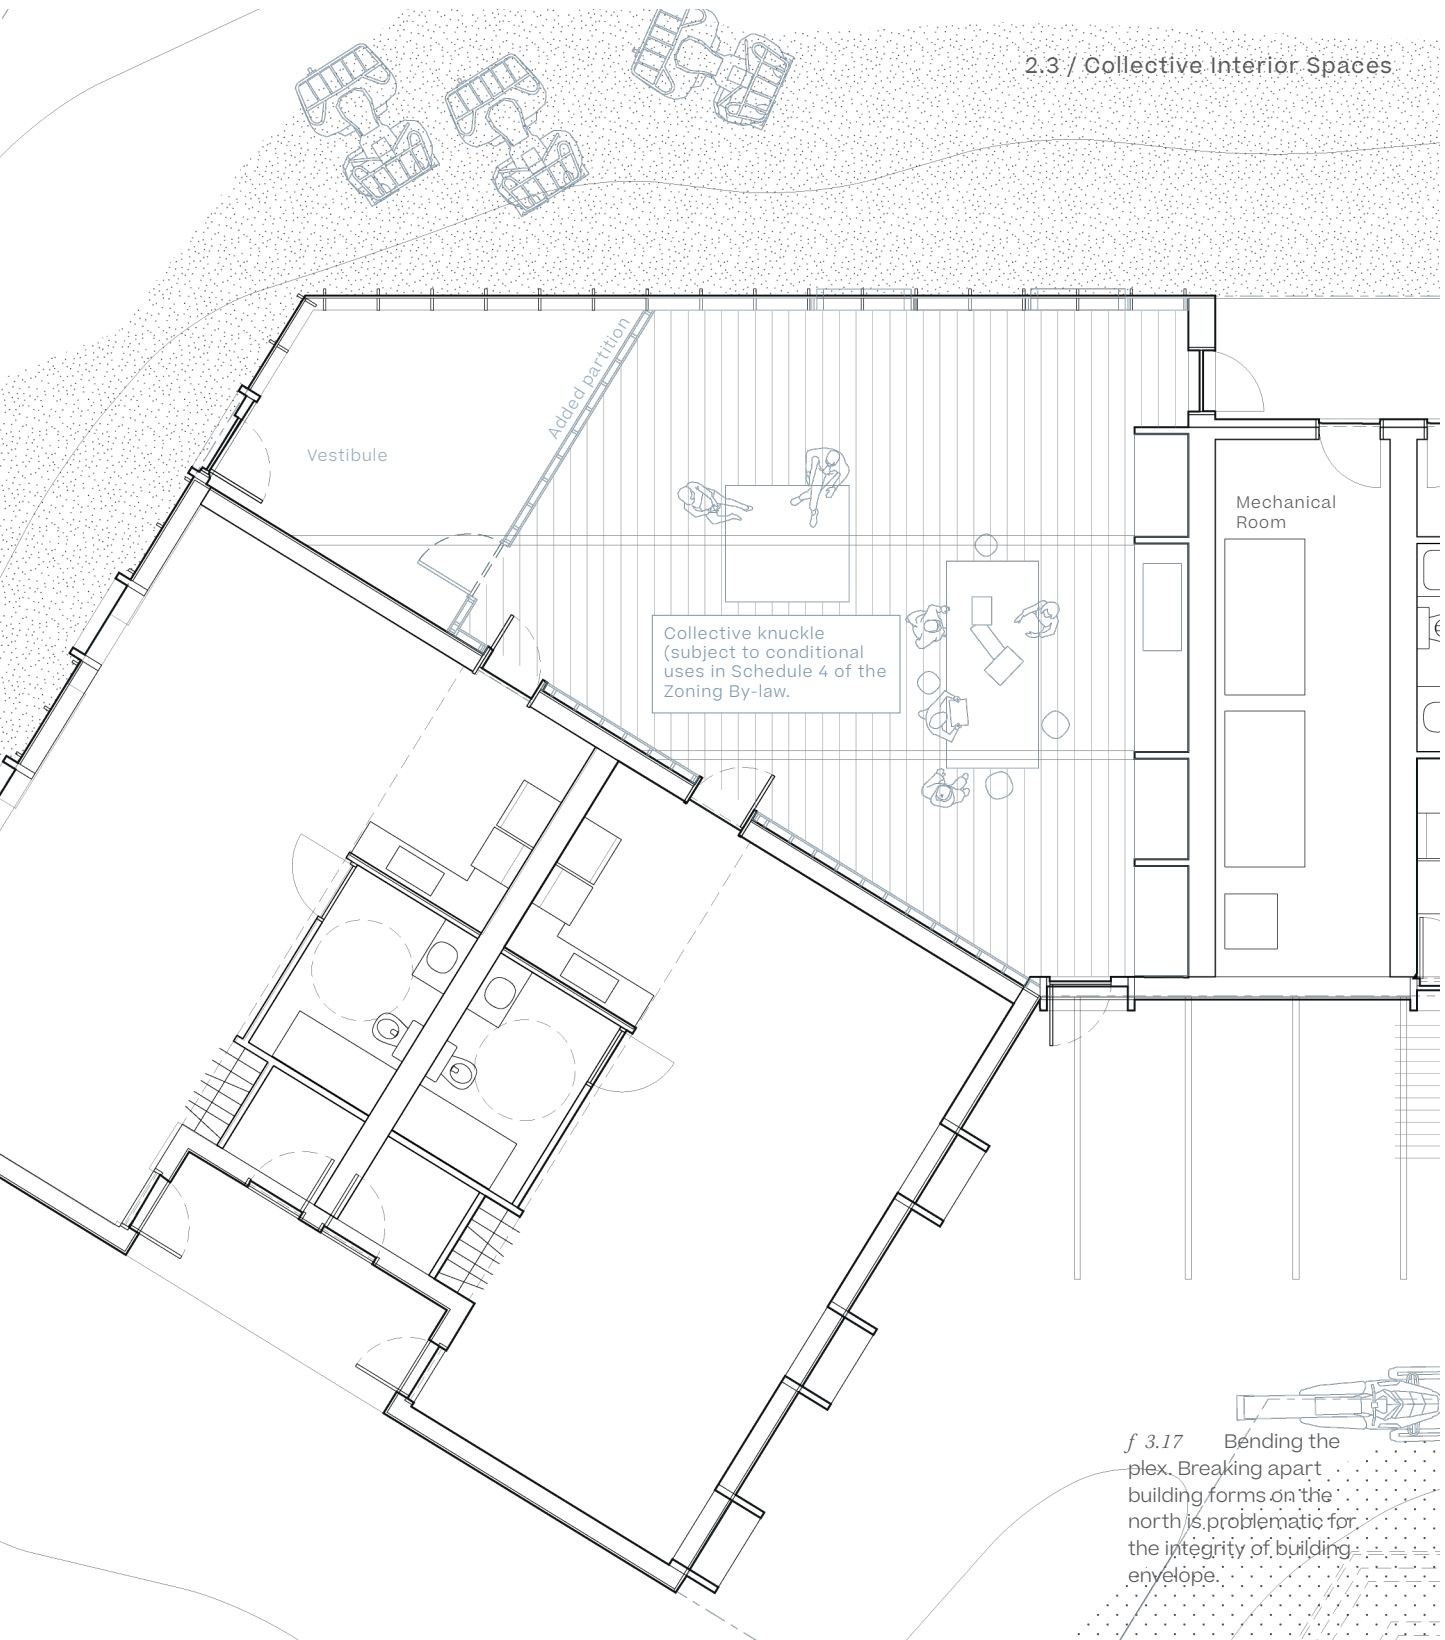 2.3 / Collective Interior Spaces
Added partition
Vestibule
Mechanical
Room
Collective knuckle
(subject to conditional
uses in Schedule 4 of the
Zoning By-law.
f 3.17 Bending the
plex. Breaking apart
building forms on the
north is problematic for
the integrity of building
envelope.